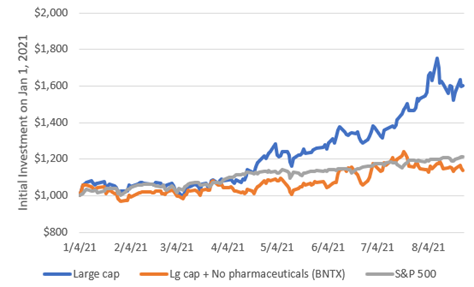 Initial Investment on Jan 1, 2021
$2,000
$1,800
$1,600
$1,400
$1,200
$1,000
$800
1/4/21 2/4/21 3/4/21 4/4/21 5/4/21 6/4/21 7/4/21 8/4/21
Large cap Lg cap + No pharmaceuticals (BNTX) S&P 500